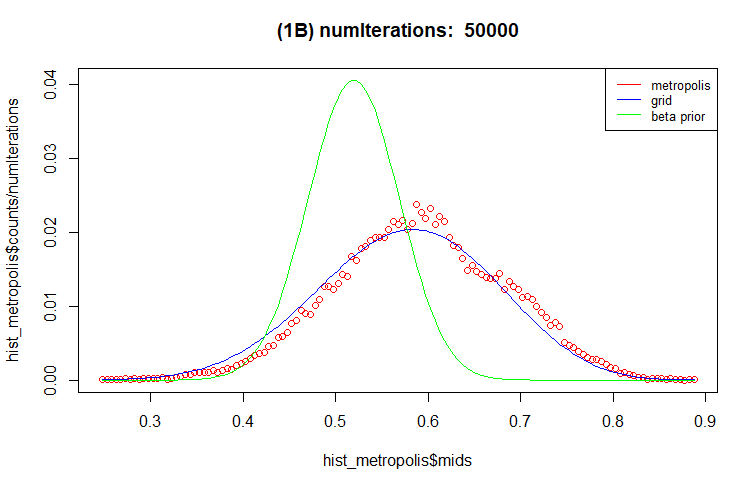 (1B) numIterations:  50000
hist_metropolis$counts/numIterations
0.04
0.03
0.02
0.01
0.00
metropolis
grid
beta prior
0.3 0.4 0.5 0.6 0.7 0.8 0.9
hist_metropolis$mids